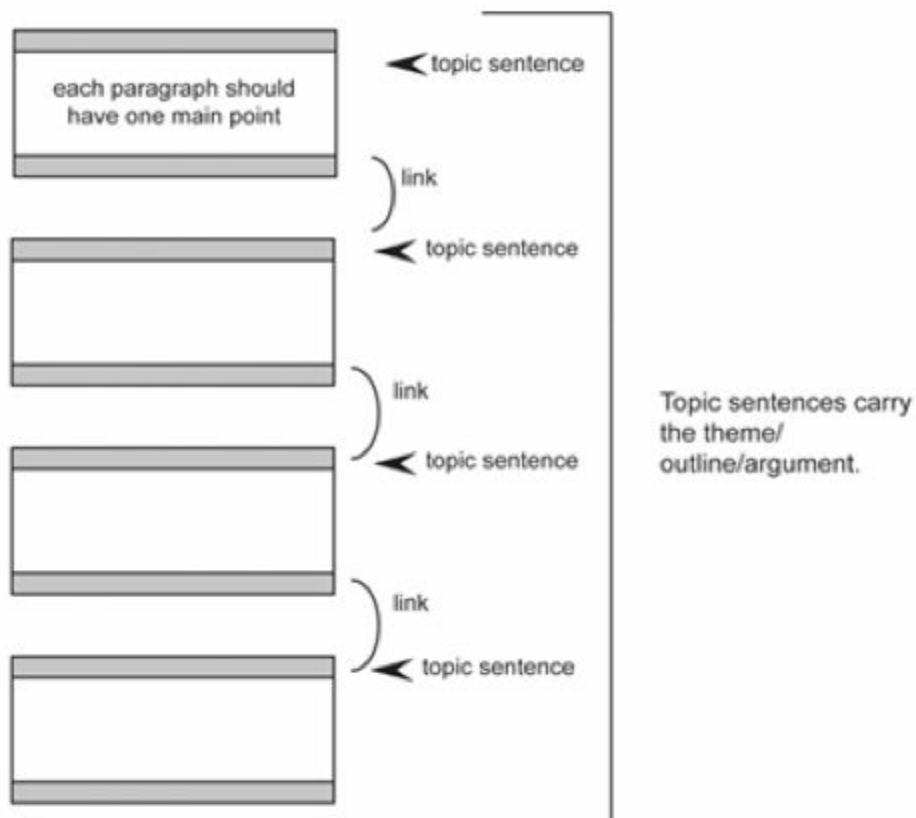 topic sentence
each paragraph should
have one main point
link
topic sentence
link
topic sentence
link
topic sentence
Topic sentences carry
the theme/
outline/argument.